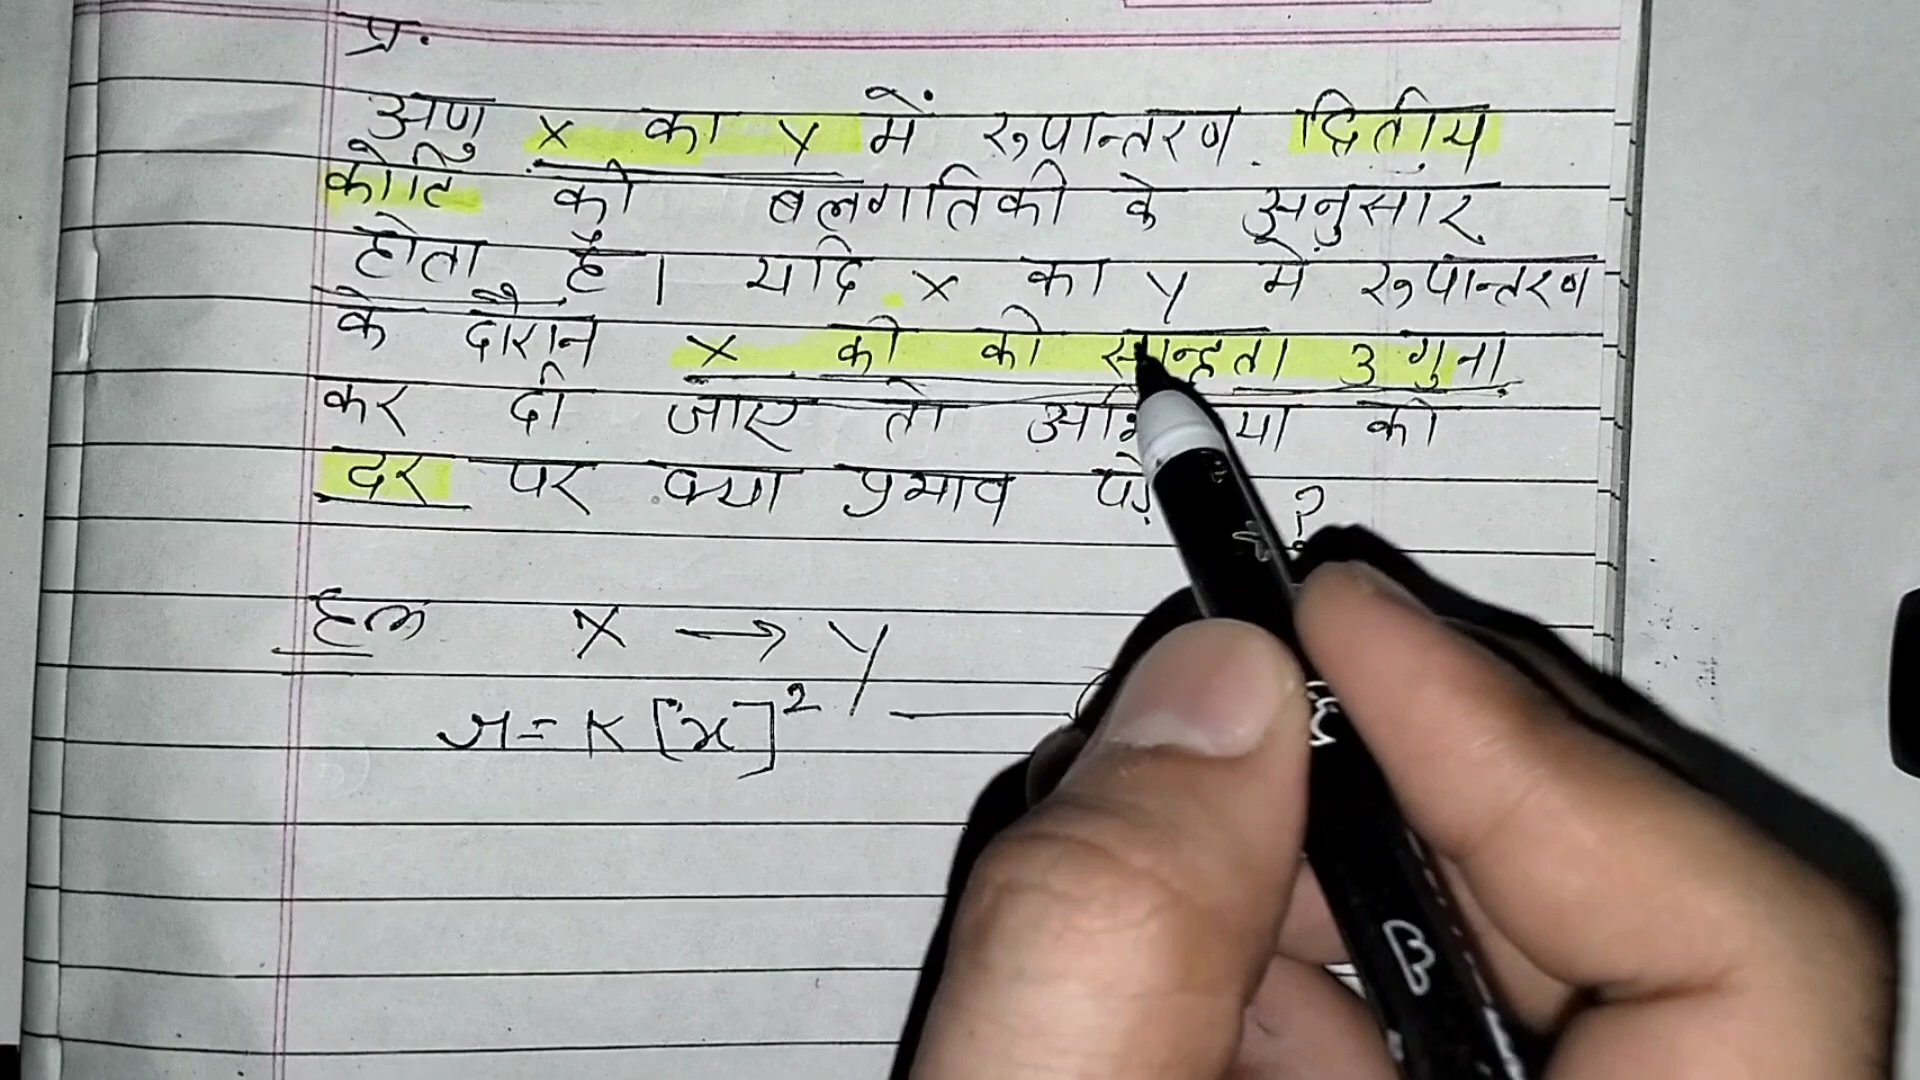 प्र.
अणु X का Y में रूपान्तरण द्वितीय
कोटि की बलगतिकी के अनुसार
होता है। यदि X का Y में रूपान्तरण
के दौरान X की की सान्द्रता 3 गुना
कर दी जाए तो की
दर पर क्या प्रभाव ?
हल X → Y
r = K [x]²